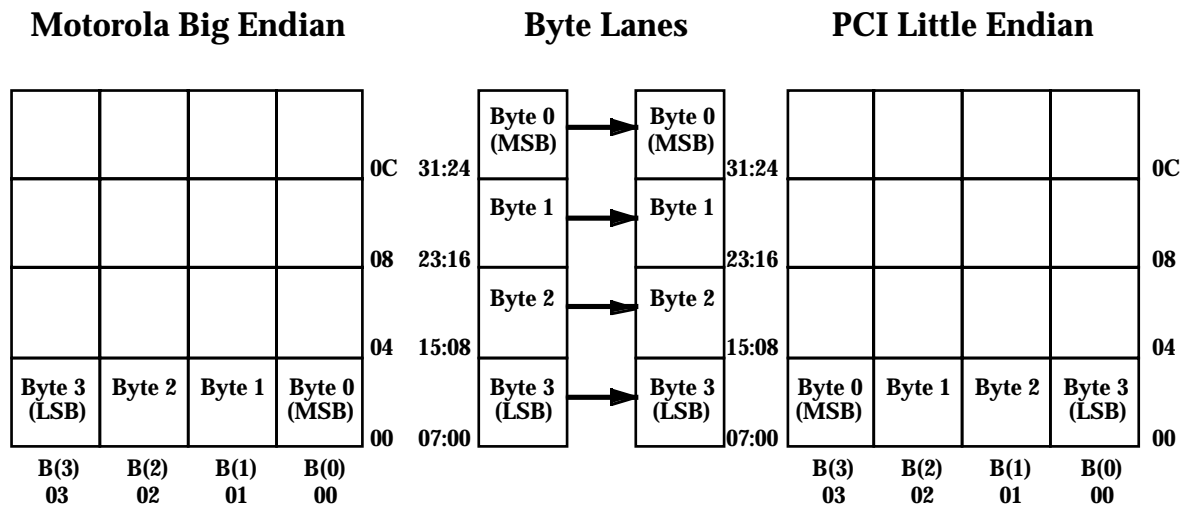 Motorola Big Endian
Byte Lanes
PCI Little Endian
0C
08
04
Byte 3
(LSB)
Byte 2
Byte 1
Byte 0
(MSB)
00
B(3)
03
B(2)
02
B(1)
01
B(0)
00
31:24
23:16
15:08
07:00
Byte 0
(MSB)
Byte 1
Byte 2
Byte 3
(LSB)
Byte 0
(MSB)
Byte 1
Byte 2
Byte 3
(LSB)
31:24
23:16
15:08
07:00
0C
08
04
Byte 0
(MSB)
Byte 1
Byte 2
Byte 3
(LSB)
00
B(3)
03
B(2)
02
B(1)
01
B(0)
00